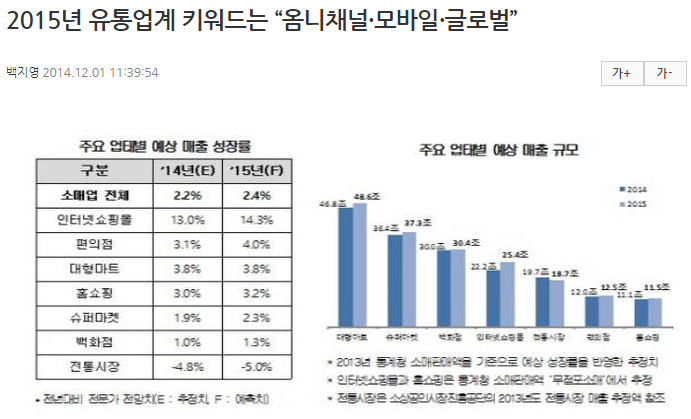 2015년 유통업계 키워드는 “옴니채널·모바일·글로벌”
백지영 2014.12.01 11:39:54
가+ 가-
주요 업태별 예상 매출 성장률
구분 '14년(E) '15년(F)
소매업 전체 2.2% 2.4%
인터넷쇼핑몰 13.0% 14.3%
편의점 3.1% 4.0%
대형마트 3.8% 3.8%
홈쇼핑 3.0% 3.2%
슈퍼마켓 1.9% 2.3%
백화점 1.0% 1.3%
전통시장 -4.8% -5.0%
* 전년대비 전문가 전망치(E : 추정치, F : 예측치)
주요 업태별 예상 매출 규모
2014
2015
46.8조 48.6조
36.4조 37.3조
30.0조 30.4조
22.2조 25.4조
19.7조 18.7조
12.0조 12.5조
11.1조 11.5조
대형마트 슈퍼마켓 백화점 인터넷쇼핑몰 전통시장 편의점 홈쇼핑
* 2013년 통계청 소매판매액을 기준으로 예상 성장률을 반영한 추정치
* 인터넷쇼핑몰과 홈쇼핑은 통계청 소매판매액 '무점포소매'에서 추정
* 전통시장은 소상공인시장진흥공단의 2013년도 전통시장 매출 추정액 참조